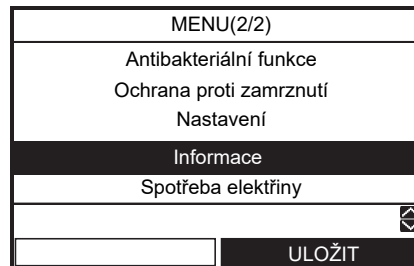 MENU(2/2)
Antibakteriální funkce
Ochrana proti zamrznutí
Nastavení
Informace
Spotřeba elektřiny
ULOŽIT